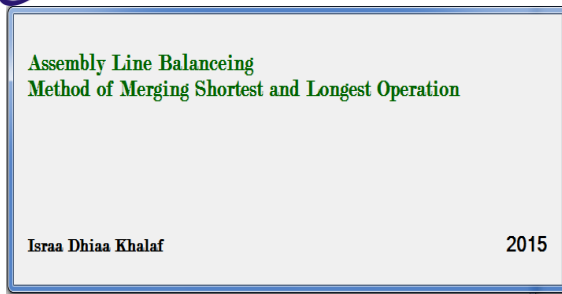 Assembly Line Balanceing
Method of Merging Shortest and Longest Operation
Israa Dhiaa Khalaf
2015